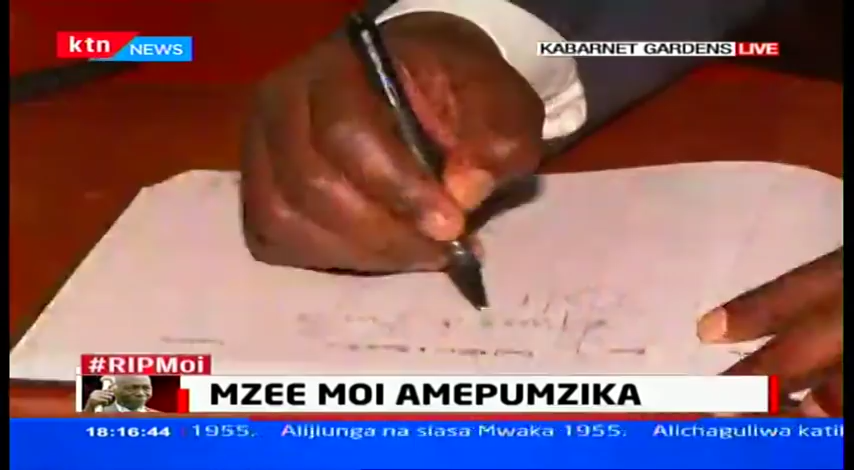 ktn NEWS
KABARNET GARDENS LIVE
#RIPMoi
MZEE MOI AMEPUMZIKA
18:16:44 1955. Alijiunga na siasa Mwaka 1955. Alichaguliwa kati